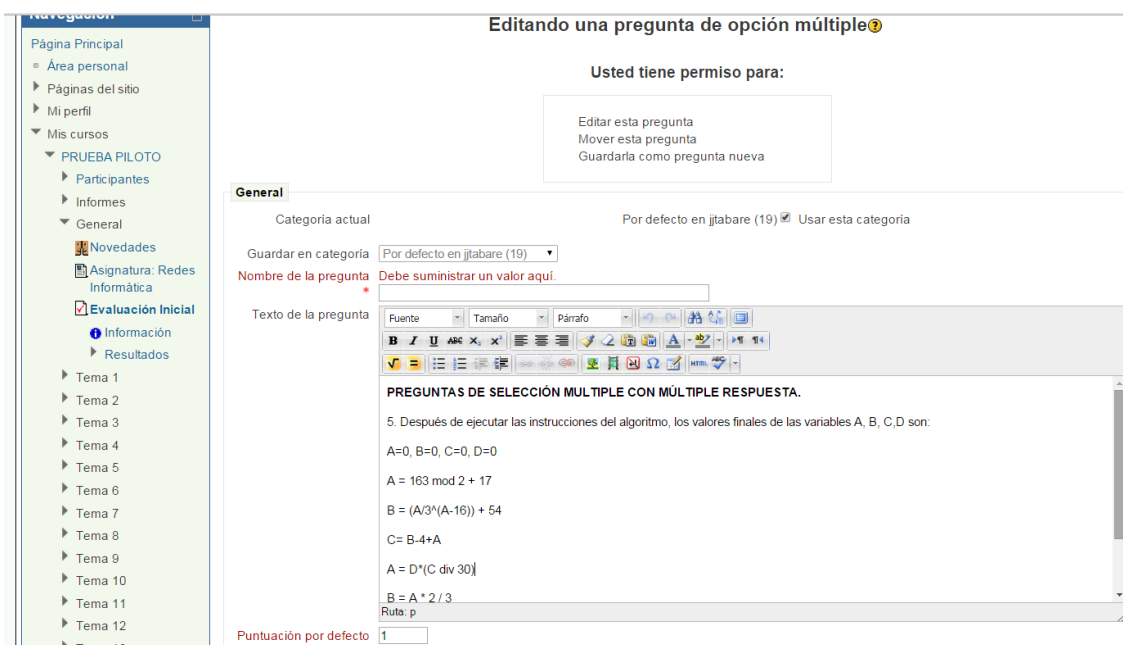 Navegación
Página Principal
Área personal
Páginas del sitio
Mi perfil
Mis cursos
PRUEBA PILOTO
Participantes
Informes
General
Novedades
Asignatura: Redes
Informática
Evaluación Inicial
Información
Resultados
Tema 1
Tema 2
Tema 3
Tema 4
Tema 5
Tema 6
Tema 7
Tema 8
Tema 9
Tema 10
Tema 11
Tema 12
Editando una pregunta de opción múltiple
Usted tiene permiso para:
Editar esta pregunta
Mover esta pregunta
Guardarla como pregunta nueva
General
Categoría actual Por defecto en jjtabare (19) Usar esta categoría
Guardar en categoría Por defecto en jjtabare (19)
Nombre de la pregunta Debe suministrar un valor aquí.
*
Texto de la pregunta
Fuente Tamaño Párrafo
B I U ABC X₂ X² A ab
Ω HTML ABC
PREGUNTAS DE SELECCIÓN MULTIPLE CON MÚLTIPLE RESPUESTA.
5. Después de ejecutar las instrucciones del algoritmo, los valores finales de las variables A, B, C,D son:
A=0, B=0, C=0, D=0
A = 163 mod 2 + 17
B = (A/3^(A-16)) + 54
C= B-4+A
A = D*(C div 30)
B = A * 2 / 3
Ruta: p
Puntuación por defecto 1